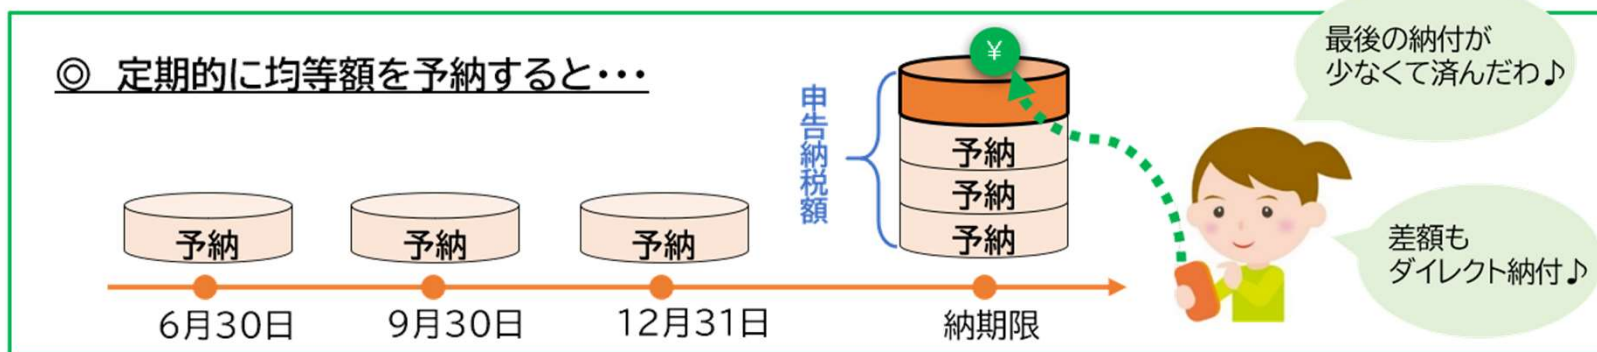 ◎ 定期的に均等額を予納すると・・・
最後の納付が
少なくて済んだわ♪
¥
申告納税額
予納
予納
予納
予納
予納
予納
差額も
ダイレクト納付♪
6月30日
9月30日
12月31日
納期限